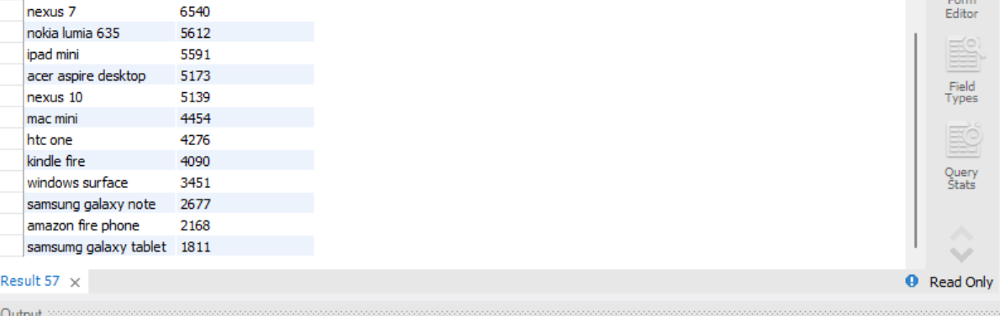 Form
Editor
nexus 7 6540
nokia lumia 635 5612
ipad mini 5591
acer aspire desktop 5173
nexus 10 5139
mac mini 4454
htc one 4276
kindle fire 4090
windows surface 3451
samsung galaxy note 2677
amazon fire phone 2168
samsumg galaxy tablet 1811
Field
Types
Query
Stats
Result 57 ×
Read Only
Output